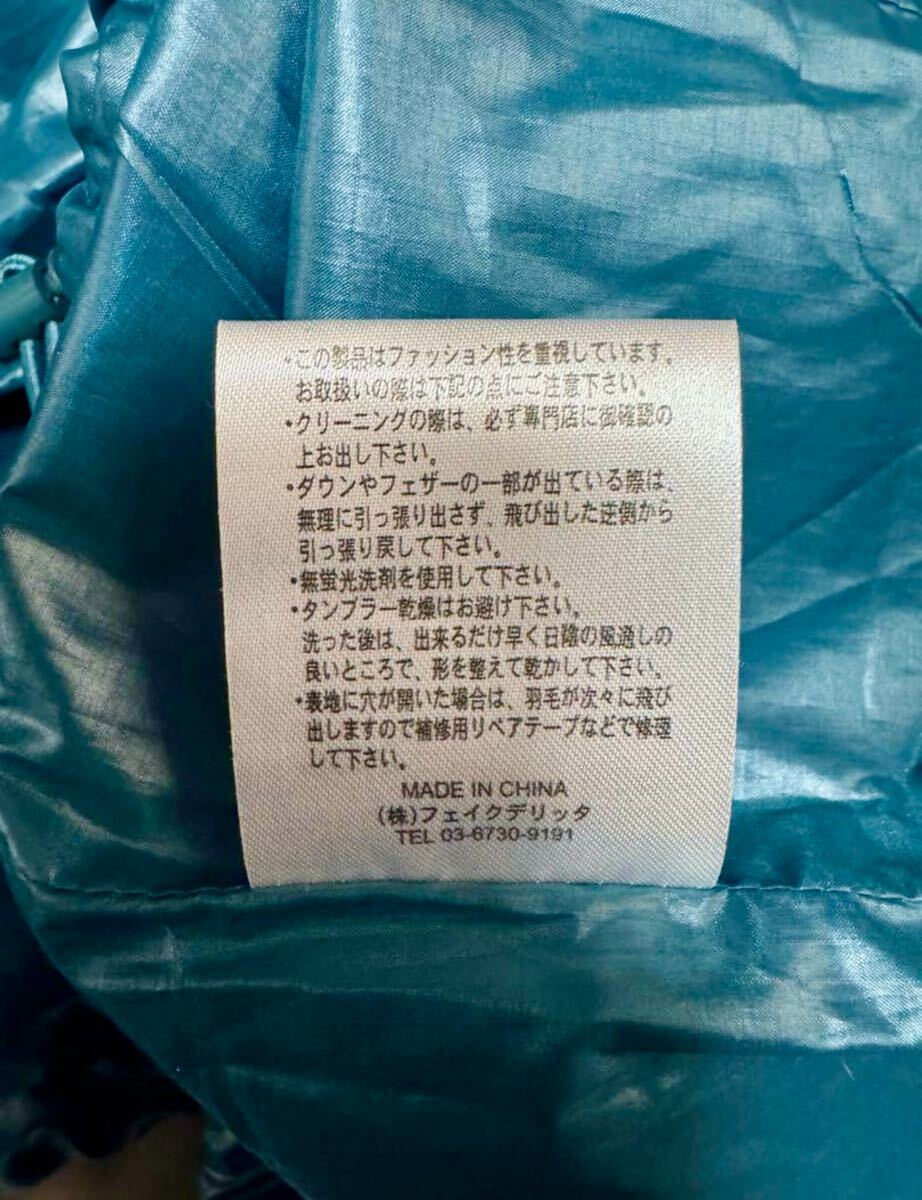 ・この製品はファッション性を重視しています。
お取扱いの際は下記の点にご注意下さい。
・クリーニングの際は、必ず専門店に御確認の
上お出し下さい。
・ダウンやフェザーの一部が出ている際は、
無理に引っ張り出さず、飛び出した逆側から
引っ張り戻して下さい。
・無蛍光洗剤を使用して下さい。
・タンブラー乾燥はお避け下さい。
洗った後は、出来るだけ早く日陰の風通しの
良いところで、形を整えて乾かして下さい。
・表地に穴が開いた場合は、羽毛が次々に飛び
出しますので補修用リペアテープなどで修理
して下さい。
MADE IN CHINA
(株)フェイクデリッタ
TEL 03-6730-9191